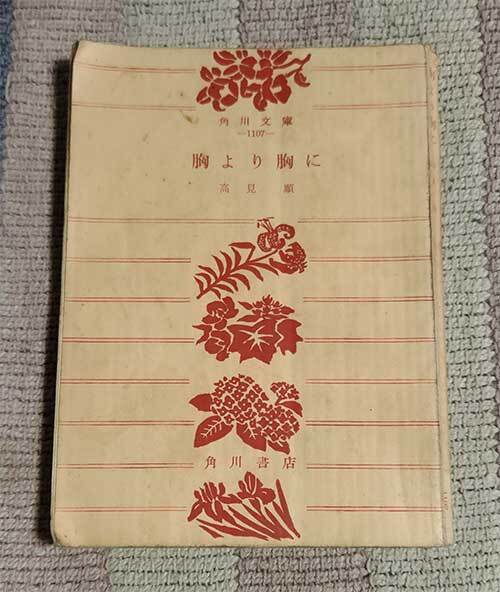 角川文庫
—1107—
胸より胸に
高見順
角川書店